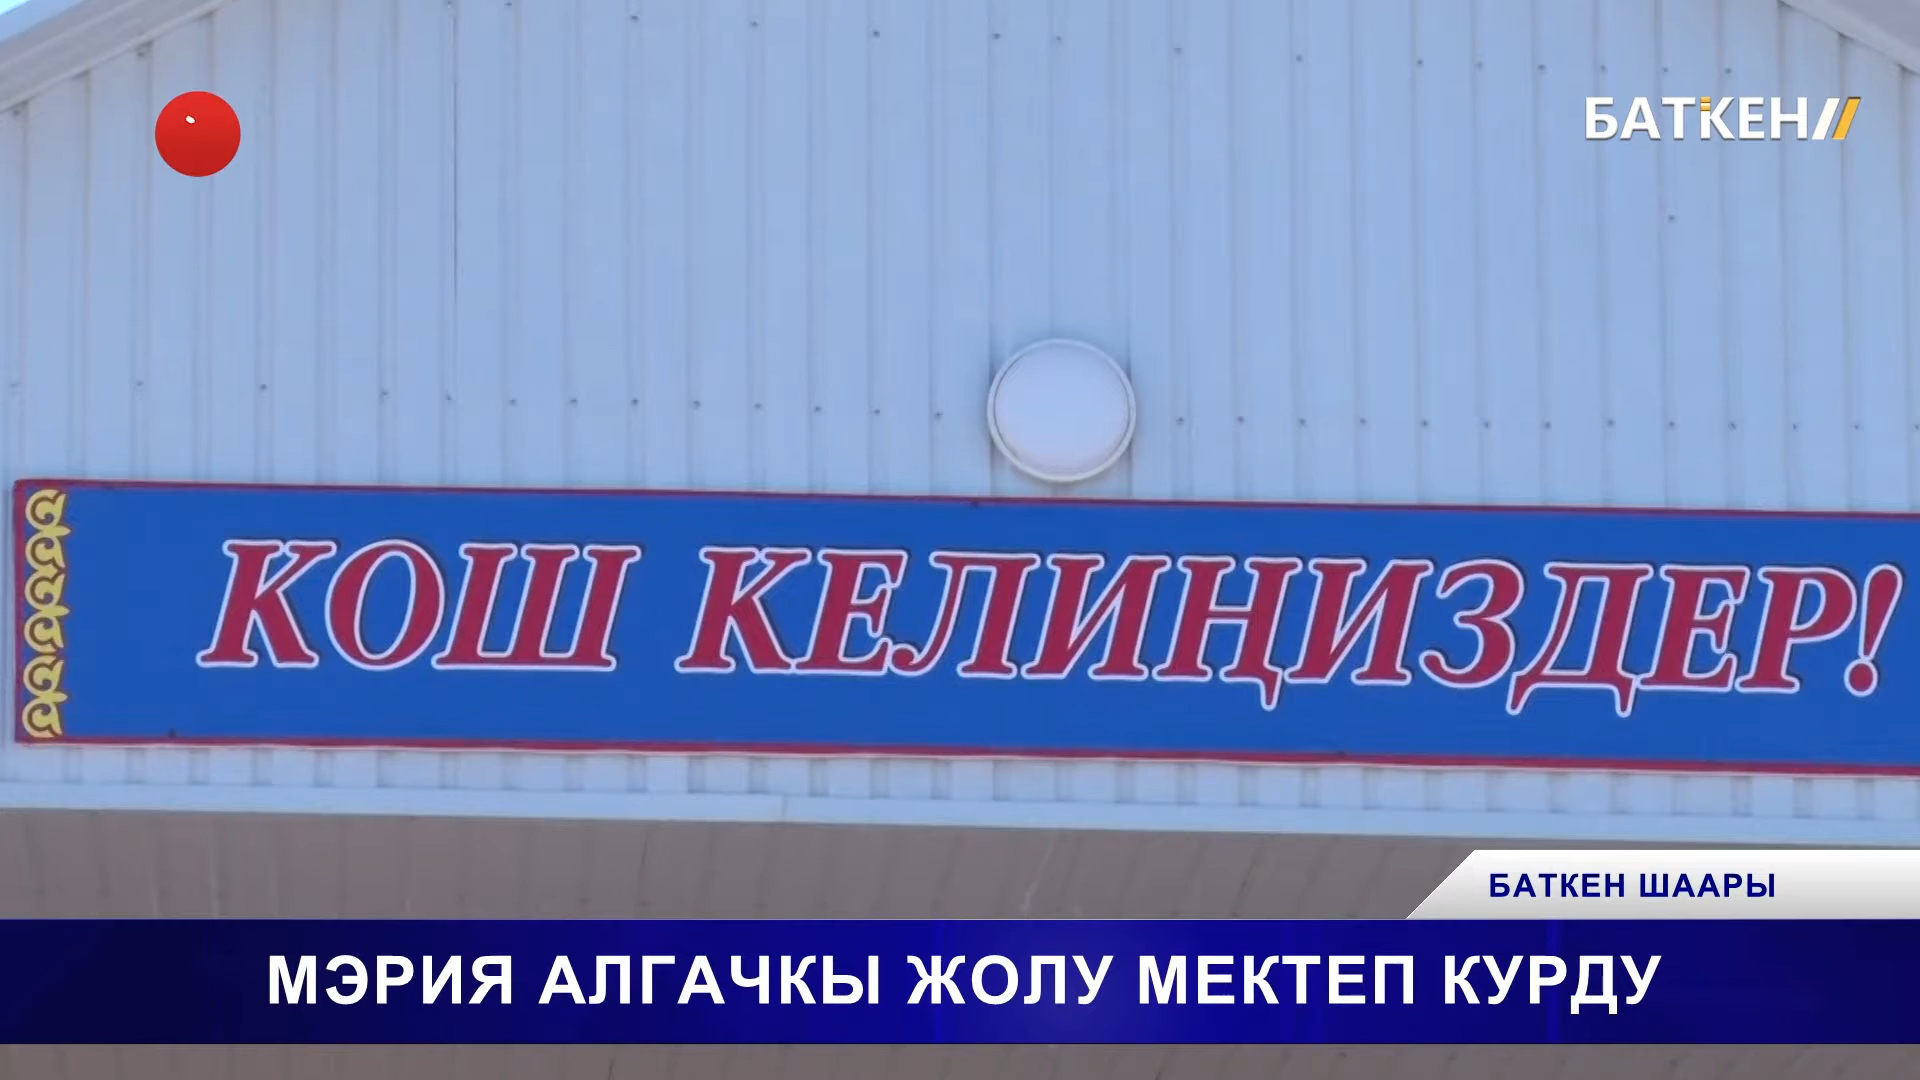 БАТКЕН
КОШ КЕЛИҢИЗДЕР!
БАТКЕН ШААРЫ
МЭРИЯ АЛГАЧКЫ ЖОЛУ МЕКТЕП КУРДУ